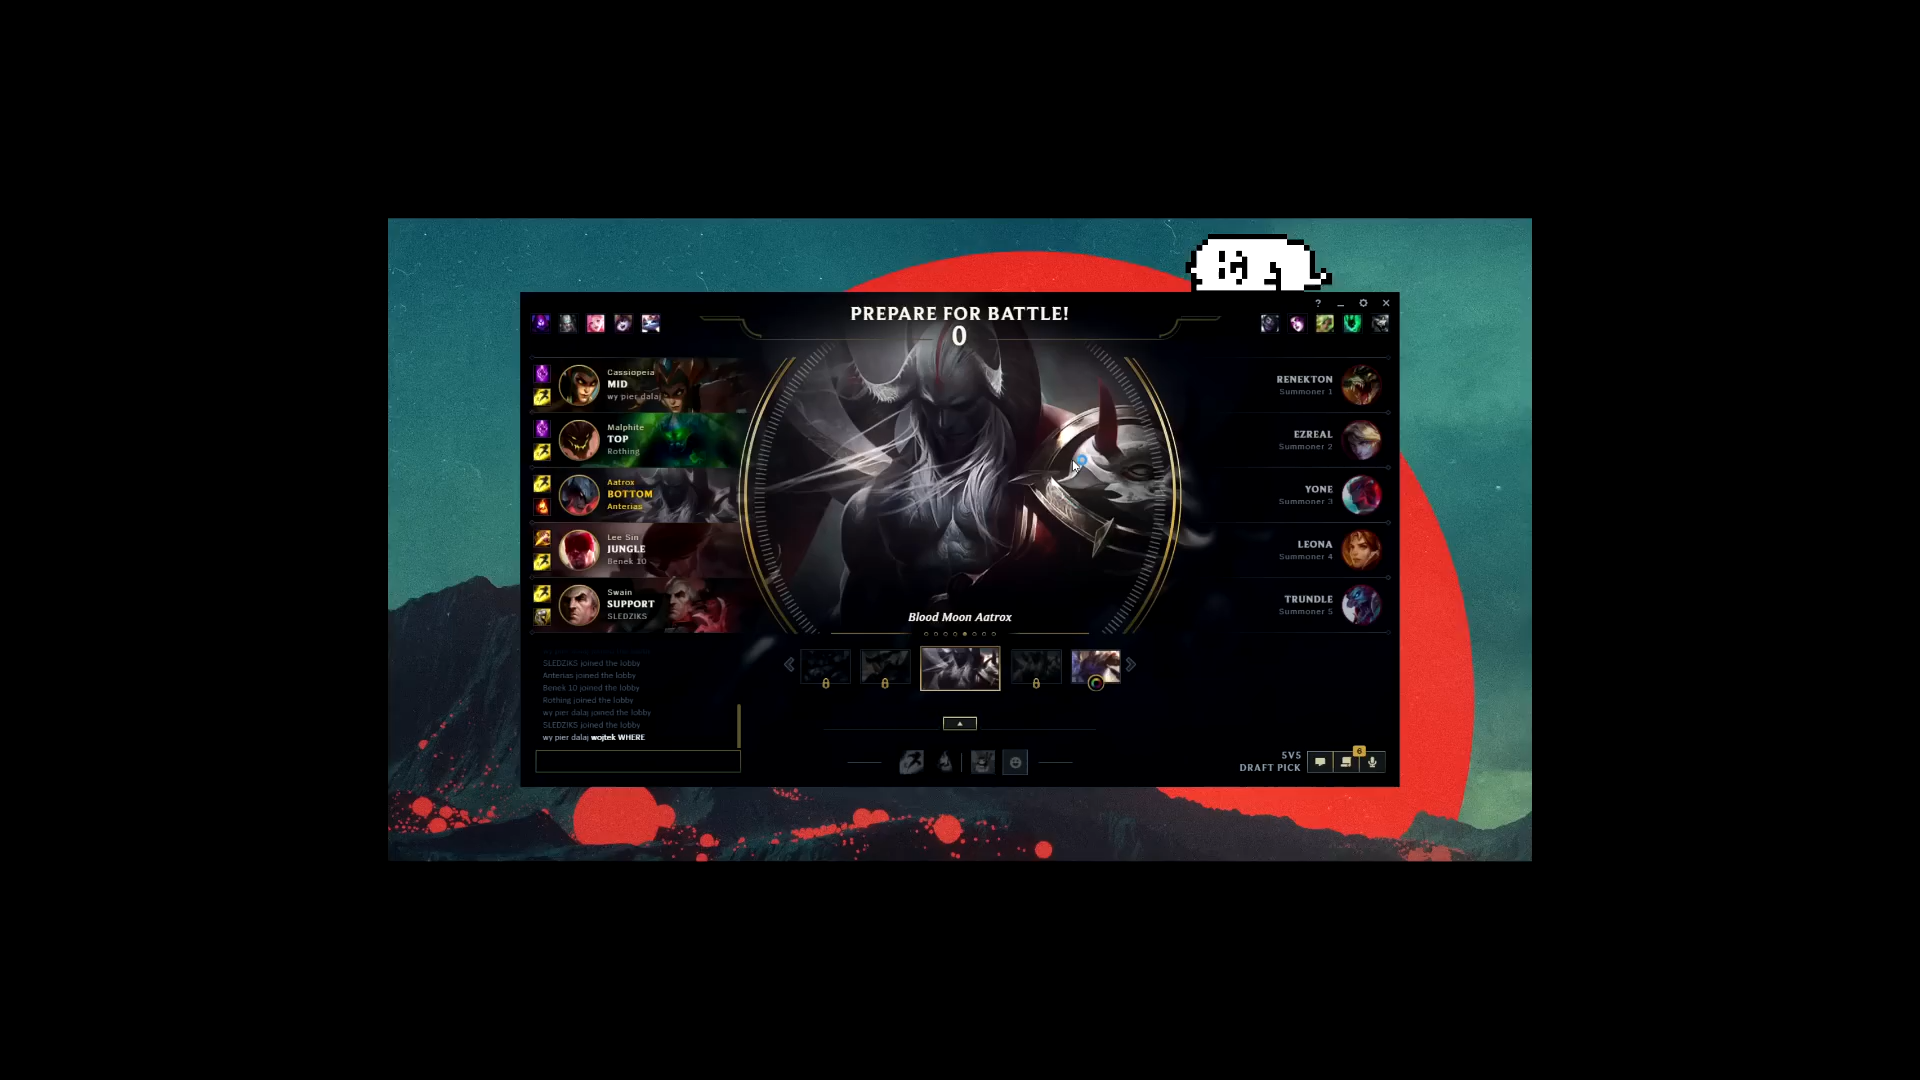 PREPARE FOR BATTLE!
0
?
Cassiopeia
MID
wy pier dalaj
Malphite
TOP
Rothing
Aatrox
BOTTOM
Anterias
Lee Sin
JUNGLE
Benek 10
Swain
SUPPORT
SLEDZIKS
RENEKTON
Summoner 1
EZREAL
Summoner 2
YONE
Summoner 3
LEONA
Summoner 4
TRUNDLE
Summoner 5
Blood Moon Aatrox
SLEDZIKS joined the lobby
Anterias joined the lobby
Benek 10 joined the lobby
Rothing joined the lobby
wy pier dalaj joined the lobby
SLEDZIKS joined the lobby
wy pier dalaj wojtek WHERE
5V5
DRAFT PICK
6